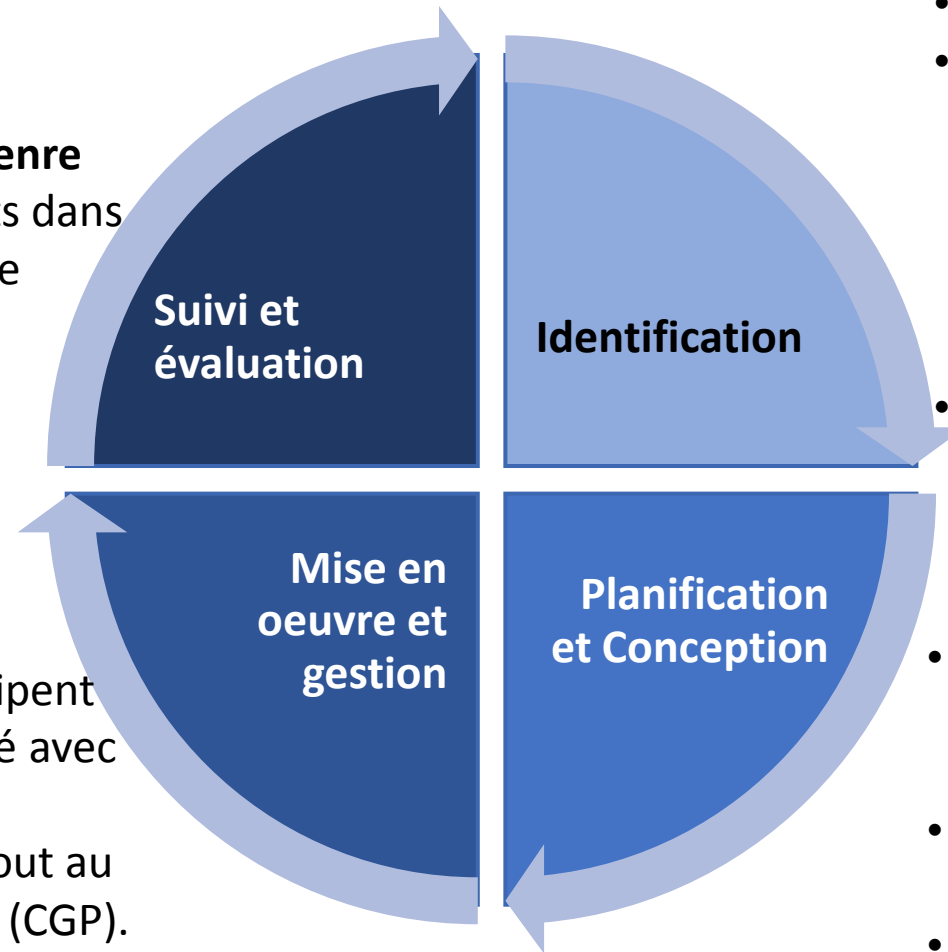 enre
ts dans
e
Suivi et
évaluation
Identification
Mise en
oeuvre et
gestion
Planification
et Conception
ipent
é avec
out au
(CGP).